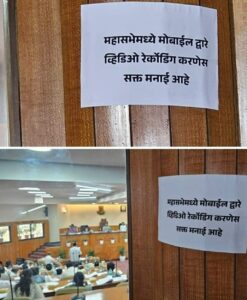 महासभेमध्ये मोबाईल द्वारे
व्हिडिओ रेकॉर्डिंग करणेस
सक्त मनाई आहे
महासभेमध्ये मोबाईल द्वारे
व्हिडिओ रेकॉर्डिंग करणेस
सक्त मनाई आहे